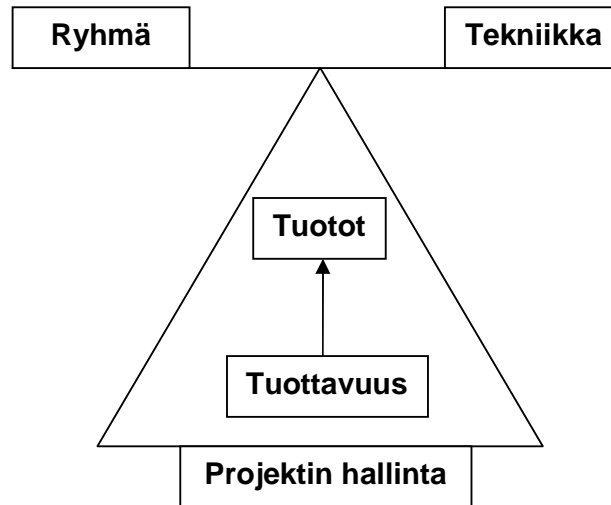 Ryhmä
Tekniikka
Tuotot
Tuottavuus
Projektin hallinta